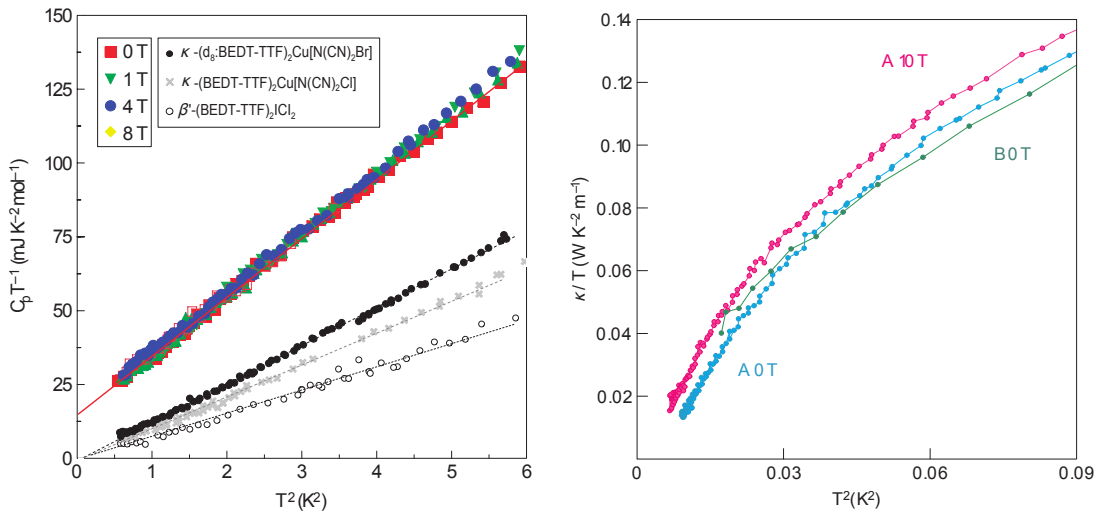 150
125
100
75
50
25
0
0 T
1 T
4 T
8 T
κ -(d₈:BEDT-TTF)₂Cu[N(CN)₂Br]
κ -(BEDT-TTF)₂Cu[N(CN)₂Cl]
β'-(BEDT-TTF)₂ICl₂
CₚT⁻¹ (mJ K⁻² mol⁻¹)
0 1 2 3 4 5 6
T² (K²)
0.14
0.12
0.10
0.08
0.06
0.04
0.02
κ / T (W K⁻² m⁻¹)
A 10 T
B 0 T
A 0 T
0 0.03 0.06 0.09
T² (K²)